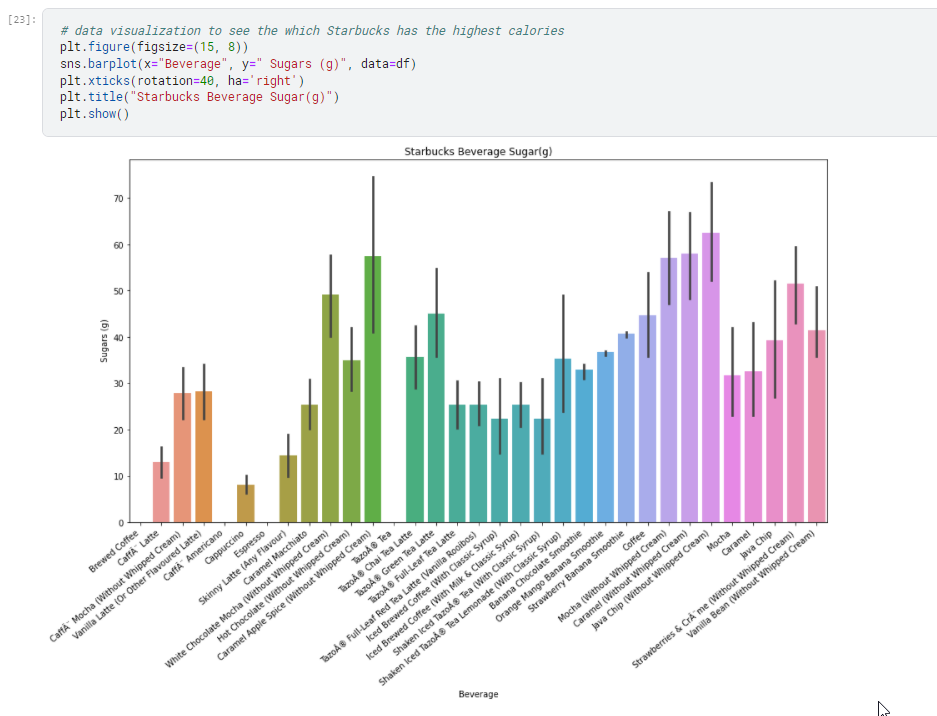 [23]:
# data visualization to see the which Starbucks has the highest calories
plt.figure(figsize=(15, 8))
sns.barplot(x="Beverage", y=" Sugars (g)", data=df)
plt.xticks(rotation=40, ha='right')
plt.title("Starbucks Beverage Sugar(g)")
plt.show()
Starbucks Beverage Sugar(g)
70
60
50
40
30
20
10
0
Sugars (g)
Brewed Coffee
CaffÃ¨ Latte
CaffÃ¨ Mocha (Without Whipped Cream)
Vanilla Latte (Or Other Flavoured Latte)
CaffÃ¨ Americano
Cappuccino
Espresso
Skinny Latte (Any Flavour)
Caramel Macchiato
White Chocolate Mocha (Without Whipped Cream)
Hot Chocolate (Without Whipped Cream)
Caramel Apple Spice (Without Whipped Cream)
TazoÂ® Tea
TazoÂ® Chai Tea Latte
TazoÂ® Green Tea Latte
TazoÂ® Full-Leaf Tea Latte
TazoÂ® Full-Leaf Red Tea Latte (Vanilla Rooibos)
Iced Brewed Coffee (With Classic Syrup)
Iced Brewed Coffee (With Milk & Classic Syrup)
Shaken Iced TazoÂ® Tea (With Classic Syrup)
Shaken Iced TazoÂ® Tea Lemonade (With Classic Syrup)
Banana Chocolate Smoothie
Orange Mango Banana Smoothie
Strawberry Banana Smoothie
Coffee
Mocha (Without Whipped Cream)
Caramel (Without Whipped Cream)
Java Chip (Without Whipped Cream)
Mocha
Caramel
Java Chip
Strawberries & CrÃ¨me (Without Whipped Cream)
Vanilla Bean (Without Whipped Cream)
Beverage